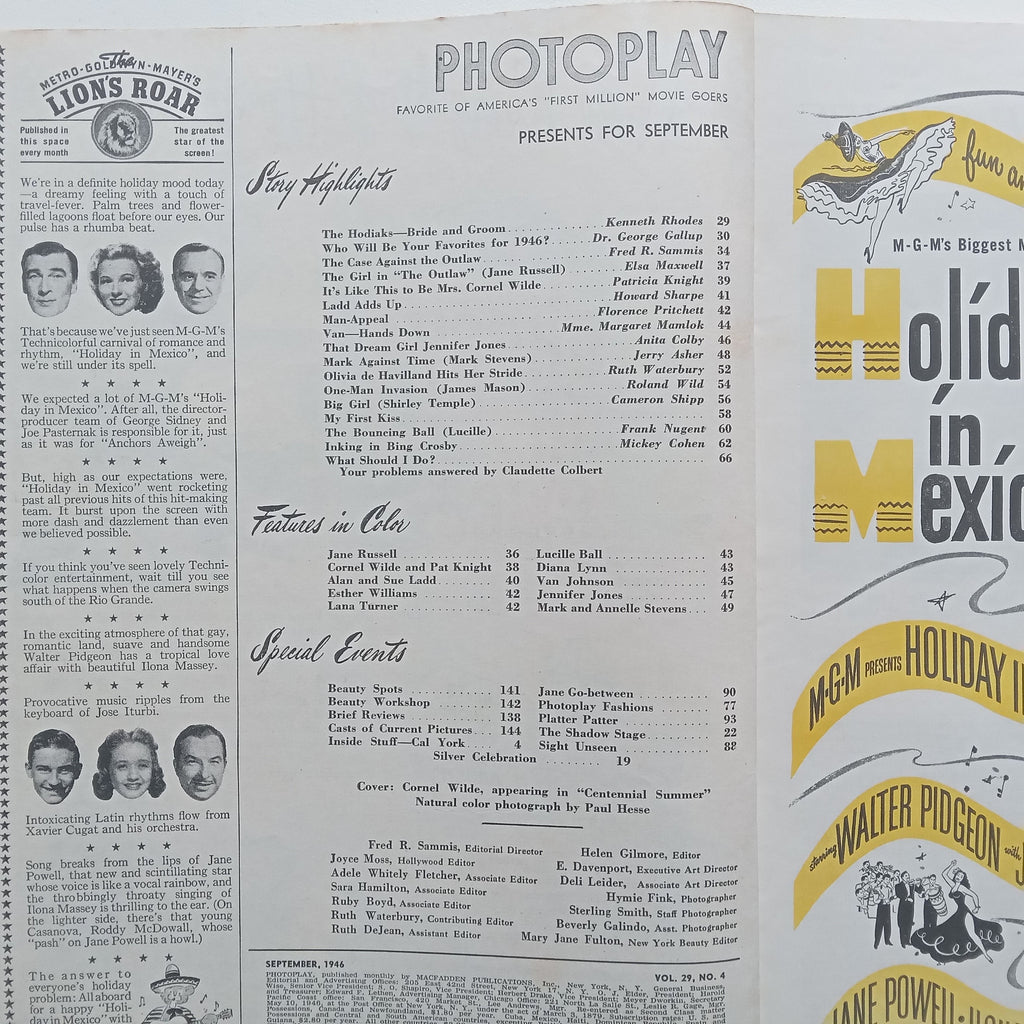 The
METRO-GOLDWYN-MAYER'S
LION'S ROAR
Published in
this space
every month
The greatest
star of the
screen!
We're in a definite holiday mood today
—a dreamy feeling with a touch of
travel-fever. Palm trees and flower-
filled lagoons float before our eyes. Our
pulse has a rhumba beat.
That's because we've just seen M-G-M's
Technicolorful carnival of romance and
rhythm, "Holiday in Mexico", and
we're still under its spell.
★ ★ ★ ★
We expected a lot of M-G-M's "Holi-
day in Mexico". After all, the director-
producer team of George Sidney and
Joe Pasternak is responsible for it, just
as it was for "Anchors Aweigh".
★ ★ ★ ★
But, high as our expectations were,
"Holiday in Mexico" went rocketing
past all previous hits of this hit-making
team. It burst upon the screen with
more dash and dazzlement than even
we believed possible.
★ ★ ★ ★
If you think you've seen lovely Techni-
color entertainment, wait till you see
what happens when the camera swings
south of the Rio Grande.
★ ★ ★ ★
In the exciting atmosphere of that gay,
romantic land, suave and handsome
Walter Pidgeon has a tropical love
affair with beautiful Ilona Massey.
★ ★ ★ ★
Provocative music ripples from the
keyboard of Jose Iturbi.
Intoxicating Latin rhythms flow from
Xavier Cugat and his orchestra.
★ ★ ★ ★
Song breaks from the lips of Jane
Powell, that new and scintillating star
whose voice is like a vocal rainbow, and
the throbbingly throaty singing of
Ilona Massey is thrilling to the ear. (On
the lighter side, there's that young
Casanova, Roddy McDowall, whose
"pash" on Jane Powell is a howl.)
★ ★ ★ ★
The answer to
everyone's holiday
problem: All aboard
for a happy "Holi-
day in Mexico" with
PHOTOPLAY
FAVORITE OF AMERICA'S "FIRST MILLION" MOVIE GOERS
PRESENTS FOR SEPTEMBER
Story Highlights
The Hodiaks—Bride and Groom Kenneth Rhodes 29
Who Will Be Your Favorites for 1946? Dr. George Gallup 30
The Case Against the Outlaw Fred R. Sammis 34
The Girl in "The Outlaw" (Jane Russell) Elsa Maxwell 37
It's Like This to Be Mrs. Cornel Wilde Patricia Knight 39
Ladd Adds Up Howard Sharpe 41
Man-Appeal Florence Pritchett 42
Van—Hands Down Mme. Margaret Mamlok 44
That Dream Girl Jennifer Jones Anita Colby 46
Mark Against Time (Mark Stevens) Jerry Asher 48
Olivia de Havilland Hits Her Stride Ruth Waterbury 52
One-Man Invasion (James Mason) Roland Wild 54
Big Girl (Shirley Temple) Cameron Shipp 56
My First Kiss 58
The Bouncing Ball (Lucille) Frank Nugent 60
Inking in Bing Crosby Mickey Cohen 62
What Should I Do? 66
Your problems answered by Claudette Colbert
Features in Color
Jane Russell 36
Cornel Wilde and Pat Knight 38
Alan and Sue Ladd 40
Esther Williams 42
Lana Turner 42
Lucille Ball 43
Diana Lynn 43
Van Johnson 45
Jennifer Jones 47
Mark and Annelle Stevens 49
Special Events
Beauty Spots 141
Beauty Workshop 142
Brief Reviews 138
Casts of Current Pictures 144
Inside Stuff—Cal York 4
Jane Go-between 90
Photoplay Fashions 77
Platter Patter 93
The Shadow Stage 22
Sight Unseen 88
Silver Celebration 19
Cover: Cornel Wilde, appearing in "Centennial Summer"
Natural color photograph by Paul Hesse
Fred R. Sammis, Editorial Director
Helen Gilmore, Editor
Joyce Moss, Hollywood Editor
E. Davenport, Executive Art Director
Adele Whitely Fletcher, Associate Editor
Deli Leider, Associate Art Director
Sara Hamilton, Associate Editor
Hymie Fink, Photographer
Ruby Boyd, Associate Editor
Sterling Smith, Staff Photographer
Ruth Waterbury, Contributing Editor
Beverly Galindo, Asst. Photographer
Ruth DeJean, Assistant Editor
Mary Jane Fulton, New York Beauty Editor
SEPTEMBER, 1946
VOL. 29, NO. 4
PHOTOPLAY, published monthly by MACFADDEN PUBLICATIONS, Inc., New York, N. Y. General Business,
Editorial and Advertising Offices: 205 East 42nd Street, New York 17, N. Y.
fun an
M-G-M's Biggest M
Holid
in
Mexic
M-G-M PRESENTS HOLIDAY I
starring WALTER PIDGEON with J
JANE POWELL